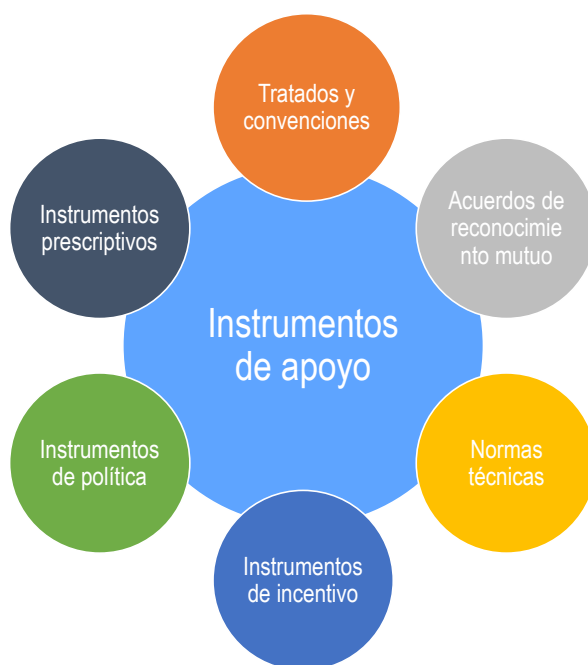 Tratados y
convenciones
Instrumentos
prescriptivos
Acuerdos de
reconocimie
nto mutuo
Instrumentos
de apoyo
Instrumentos
de política
Normas
técnicas
Instrumentos
de incentivo